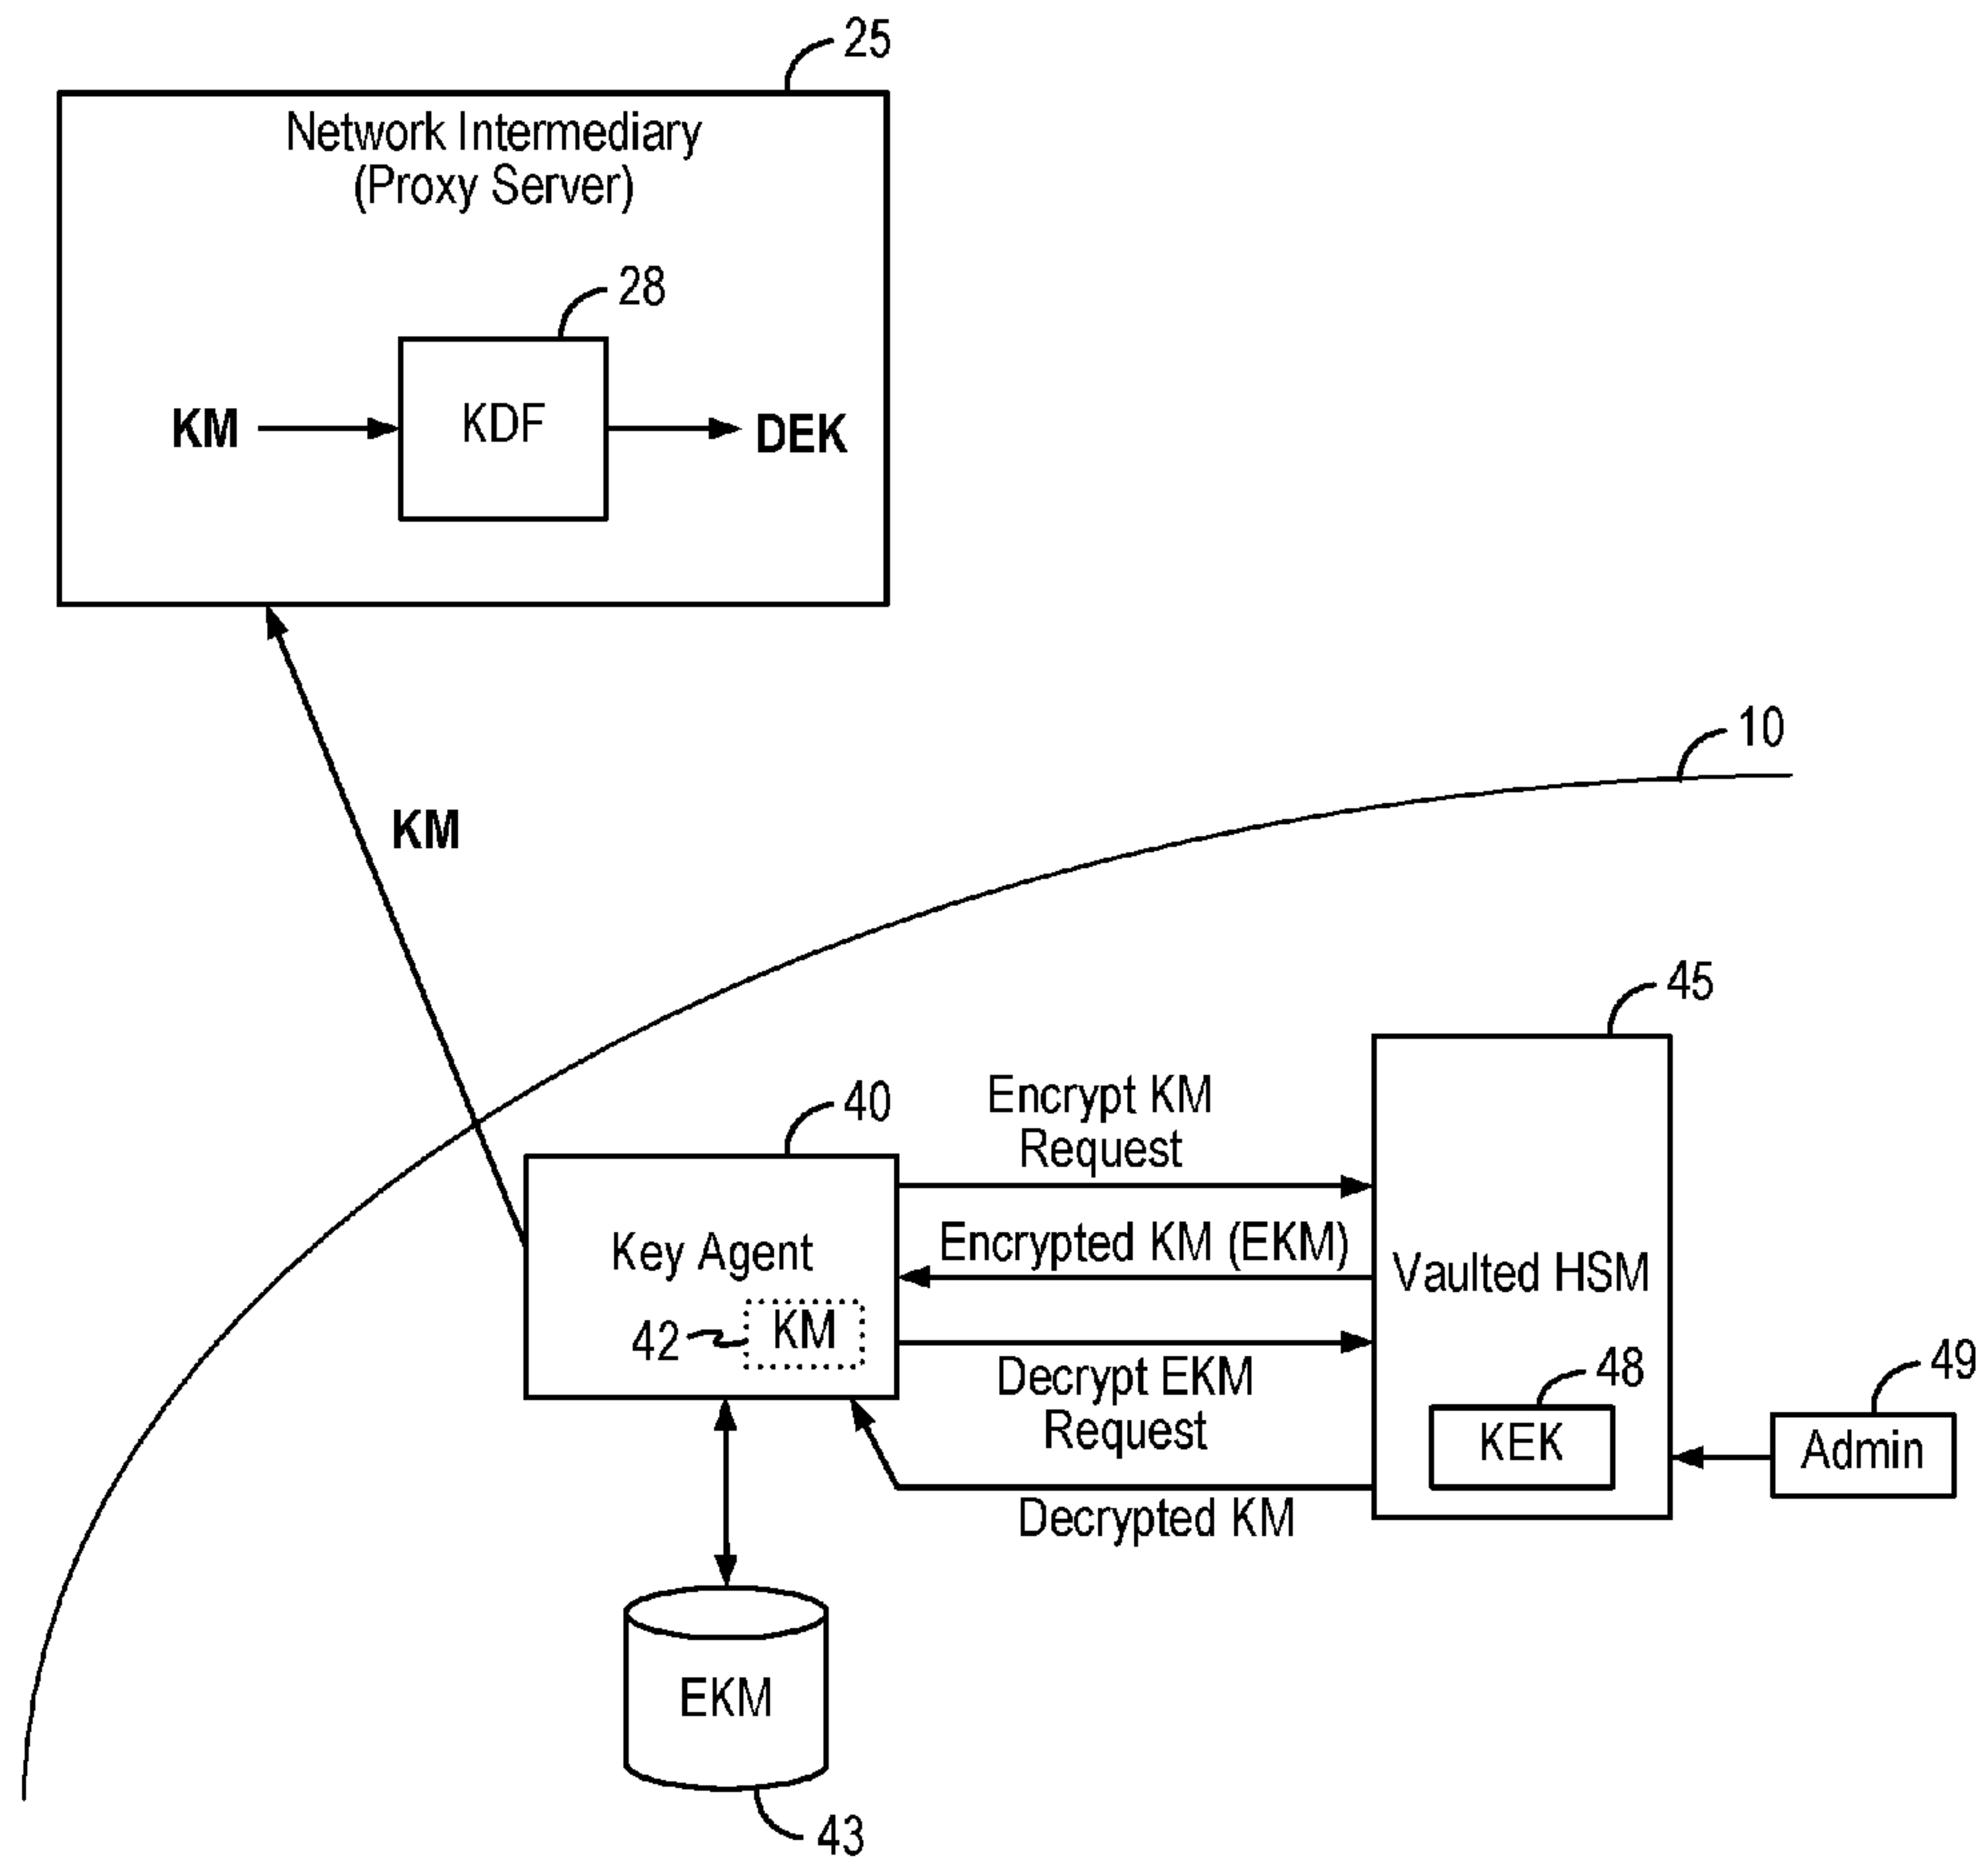 25
Network Intermediary
(Proxy Server)
28
KM
KDF
DEK
10
KM
45
40
Encrypt KM
Request
Key Agent
Encrypted KM (EKM)
Vaulted HSM
42
KM
Decrypt EKM
Request
48
KEK
49
Admin
Decrypted KM
EKM
43